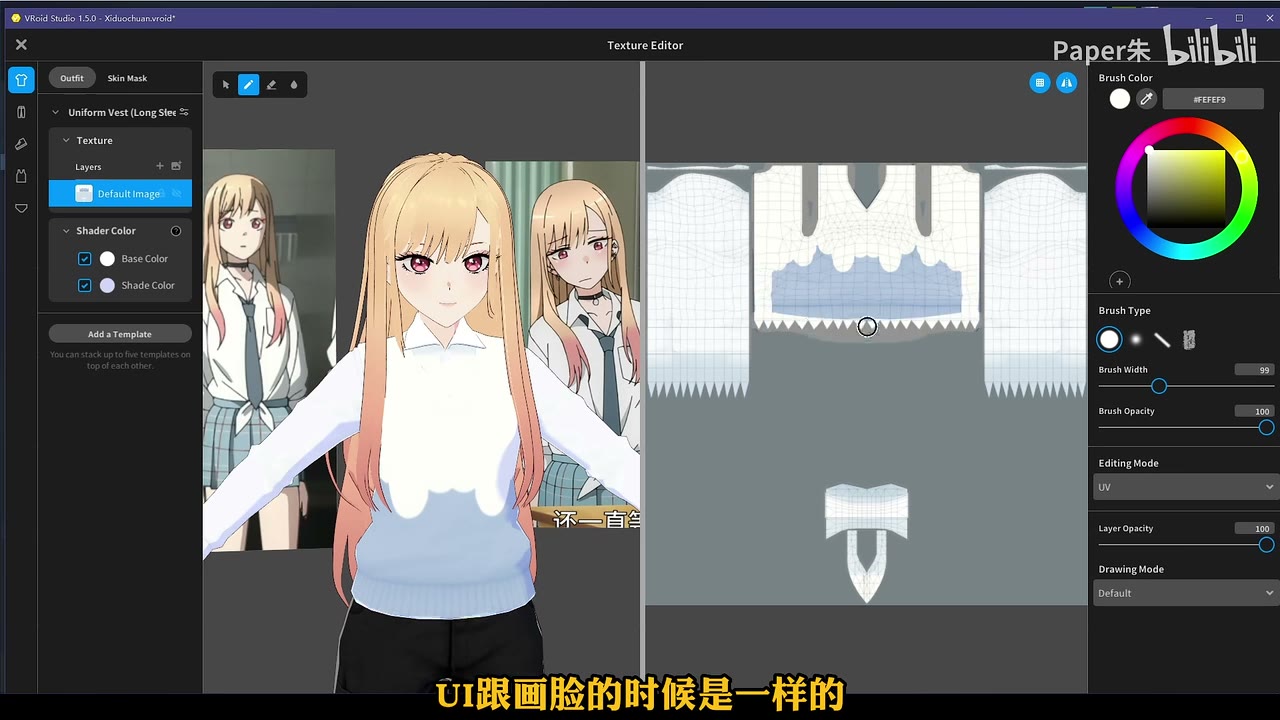 VRoid Studio 1.5.0 - Xiduochuan.vroid*
Texture Editor
Paper朱 bilibili
Outfit
Skin Mask
Uniform Vest (Long Slee
Texture
Layers
Default Image
Shader Color
Base Color
Shade Color
Add a Template
You can stack up to five templates on
top of each other.
还一直等
Brush Color
#FEFEF9
Brush Type
Brush Width
99
Brush Opacity
100
Editing Mode
UV
Layer Opacity
100
Drawing Mode
Default
UI跟画脸的时候是一样的